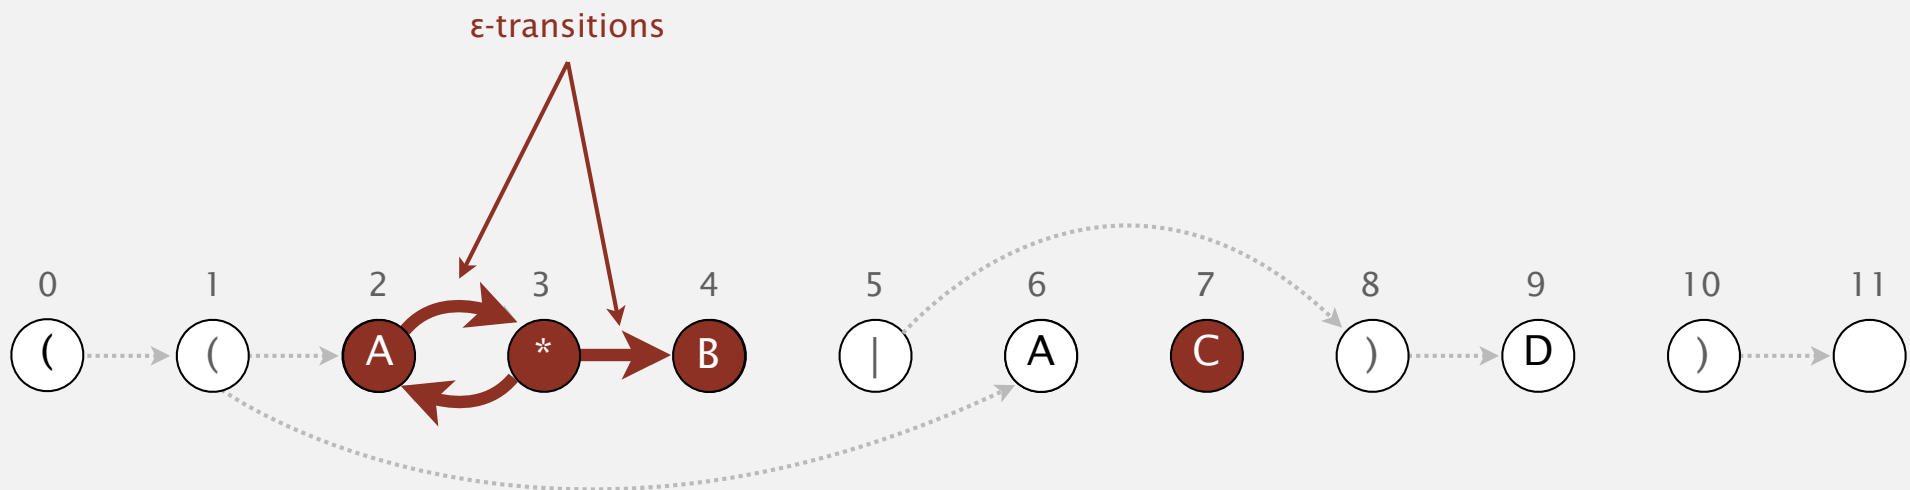 ε-transitions
0 1 2 3 4 5 6 7 8 9 10 11
( ( A * B | A C ) D )